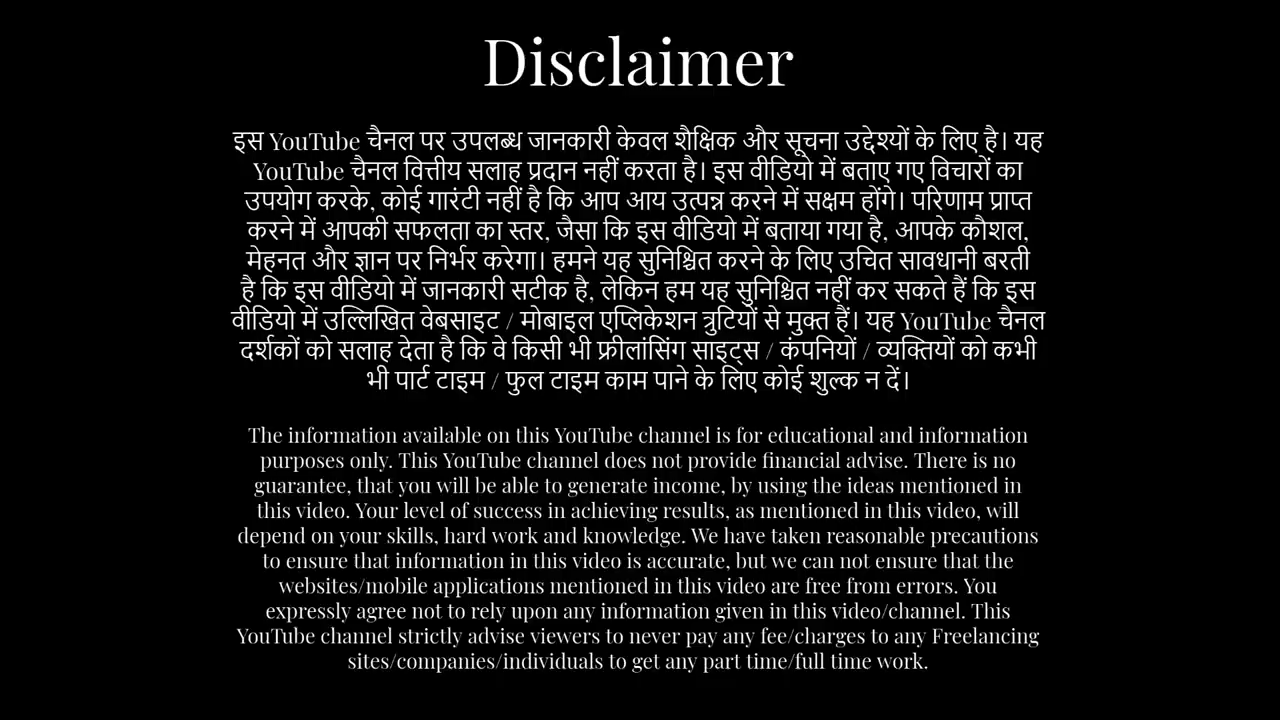 Disclaimer
इस YouTube चैनल पर उपलब्ध जानकारी केवल शैक्षिक और सूचना उद्देश्यों के लिए है। यह
YouTube चैनल वित्तीय सलाह प्रदान नहीं करता है। इस वीडियो में बताए गए विचारों का
उपयोग करके, कोई गारंटी नहीं है कि आप आय उत्पन्न करने में सक्षम होंगे। परिणाम प्राप्त
करने में आपकी सफलता का स्तर, जैसा कि इस वीडियो में बताया गया है, आपके कौशल,
मेहनत और ज्ञान पर निर्भर करेगा। हमने यह सुनिश्चित करने के लिए उचित सावधानी बरती
है कि इस वीडियो में जानकारी सटीक है, लेकिन हम यह सुनिश्चित नहीं कर सकते हैं कि इस
वीडियो में उल्लिखित वेबसाइट / मोबाइल एप्लिकेशन त्रुटियों से मुक्त हैं। यह YouTube चैनल
दर्शकों को सलाह देता है कि वे किसी भी फ्रीलांसिंग साइट्स / कंपनियों / व्यक्तियों को कभी
भी पार्ट टाइम / फुल टाइम काम पाने के लिए कोई शुल्क न दें।
The information available on this YouTube channel is for educational and information
purposes only. This YouTube channel does not provide financial advise. There is no
guarantee, that you will be able to generate income, by using the ideas mentioned in
this video. Your level of success in achieving results, as mentioned in this video, will
depend on your skills, hard work and knowledge. We have taken reasonable precautions
to ensure that information in this video is accurate, but we can not ensure that the
websites/mobile applications mentioned in this video are free from errors. You
expressly agree not to rely upon any information given in this video/channel. This
YouTube channel strictly advise viewers to never pay any fee/charges to any Freelancing
sites/companies/individuals to get any part time/full time work.